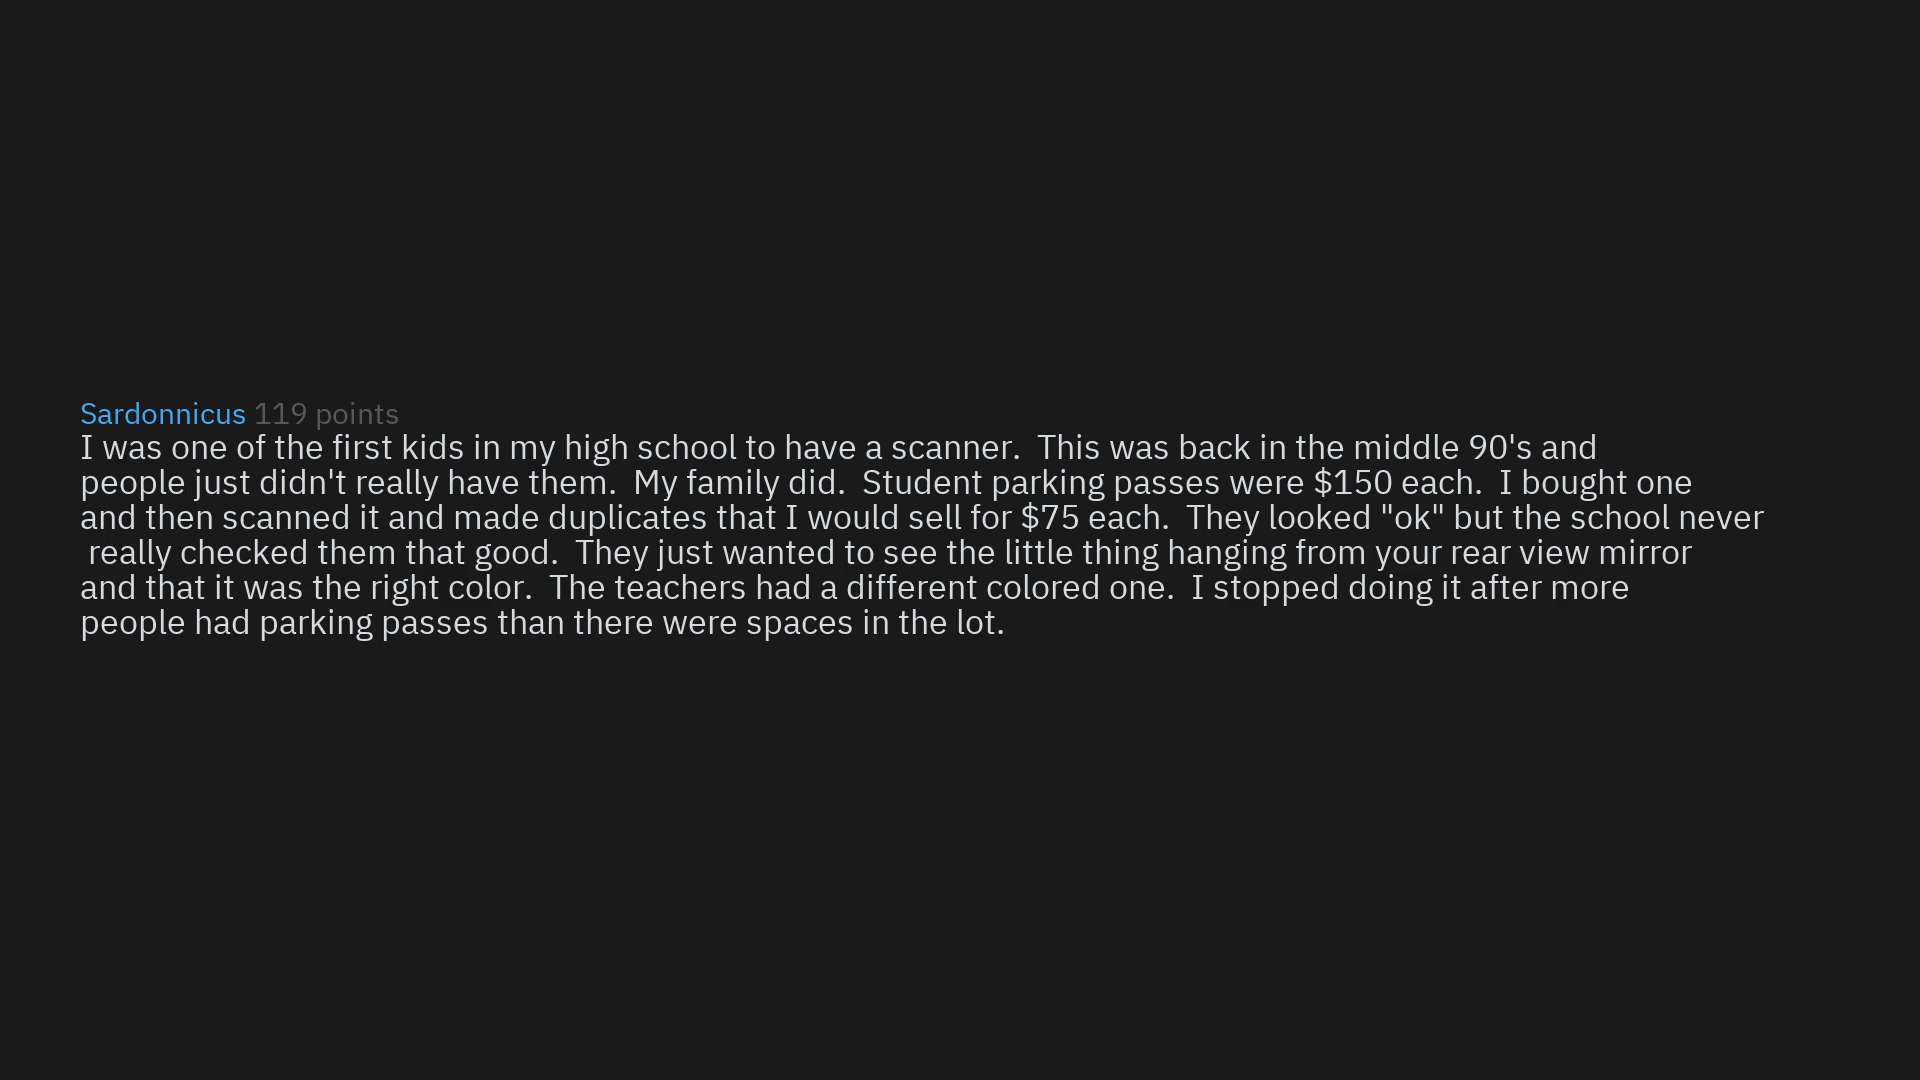 Sardonnicus 119 points
I was one of the first kids in my high school to have a scanner.  This was back in the middle 90's and
people just didn't really have them.  My family did.  Student parking passes were $150 each.  I bought one
and then scanned it and made duplicates that I would sell for $75 each.  They looked "ok" but the school never
 really checked them that good.  They just wanted to see the little thing hanging from your rear view mirror
and that it was the right color.  The teachers had a different colored one.  I stopped doing it after more
people had parking passes than there were spaces in the lot.